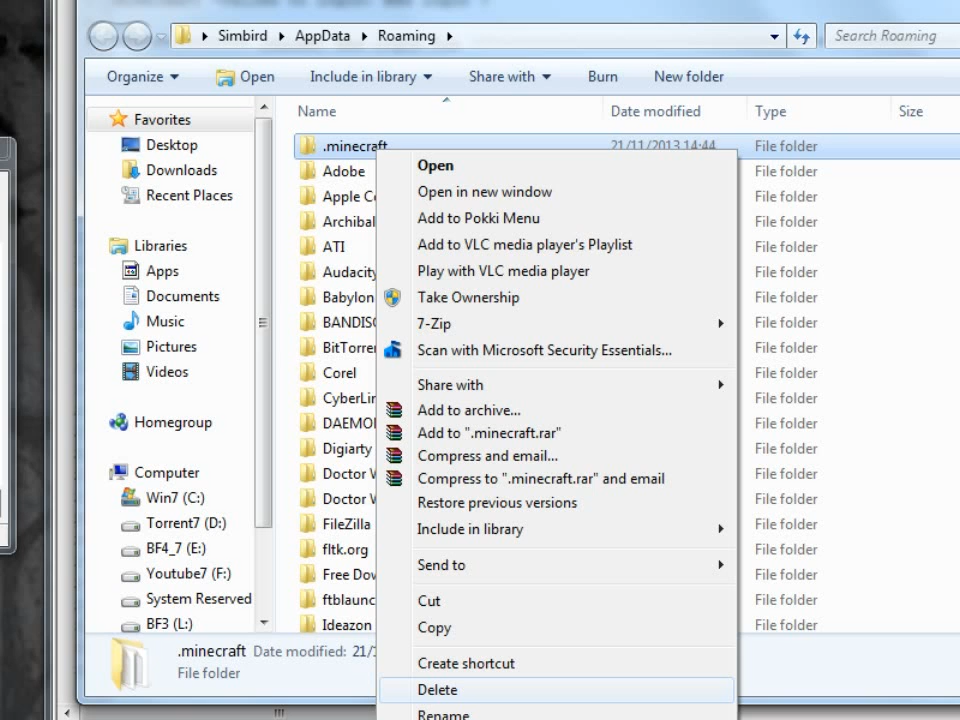 Simbird AppData Roaming
Search Roaming
Organize Open Include in library Share with Burn New folder
Name Date modified Type Size
Favorites
Desktop
Downloads
Recent Places
Libraries
Apps
Documents
Music
Pictures
Videos
Homegroup
Computer
Win7 (C:)
Torrent7 (D:)
BF4_7 (E:)
Youtube7 (F:)
System Reserved
BF3 (L:)
.minecraft 21/11/2013 14:44 File folder
Adobe File folder
Apple Co File folder
Archibal File folder
ATI File folder
Audacity File folder
Babylon File folder
BANDISO File folder
BitTorre File folder
Corel File folder
CyberLin File folder
DAEMO File folder
Digiarty File folder
Doctor W File folder
Doctor W File folder
FileZilla File folder
fltk.org File folder
Free Dow File folder
ftblaunc File folder
Ideazon File folder
Open
Open in new window
Add to Pokki Menu
Add to VLC media player's Playlist
Play with VLC media player
Take Ownership
7-Zip
Scan with Microsoft Security Essentials...
Share with
Add to archive...
Add to ".minecraft.rar"
Compress and email...
Compress to ".minecraft.rar" and email
Restore previous versions
Include in library
Send to
Cut
Copy
Create shortcut
Delete
Rename
.minecraft Date modified: 21/
File folder